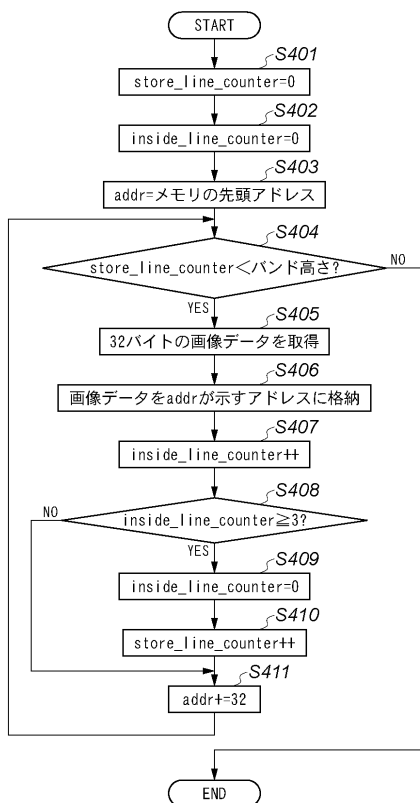 START
S401
store_line_counter=0
S402
inside_line_counter=0
S403
addr=メモリの先頭アドレス
S404
store_line_counter<バンド高さ?
NO
YES
S405
32バイトの画像データを取得
S406
画像データをaddrが示すアドレスに格納
S407
inside_line_counter++
S408
NO
inside_line_counter≧3?
YES
S409
inside_line_counter=0
S410
store_line_counter++
S411
addr+=32
END